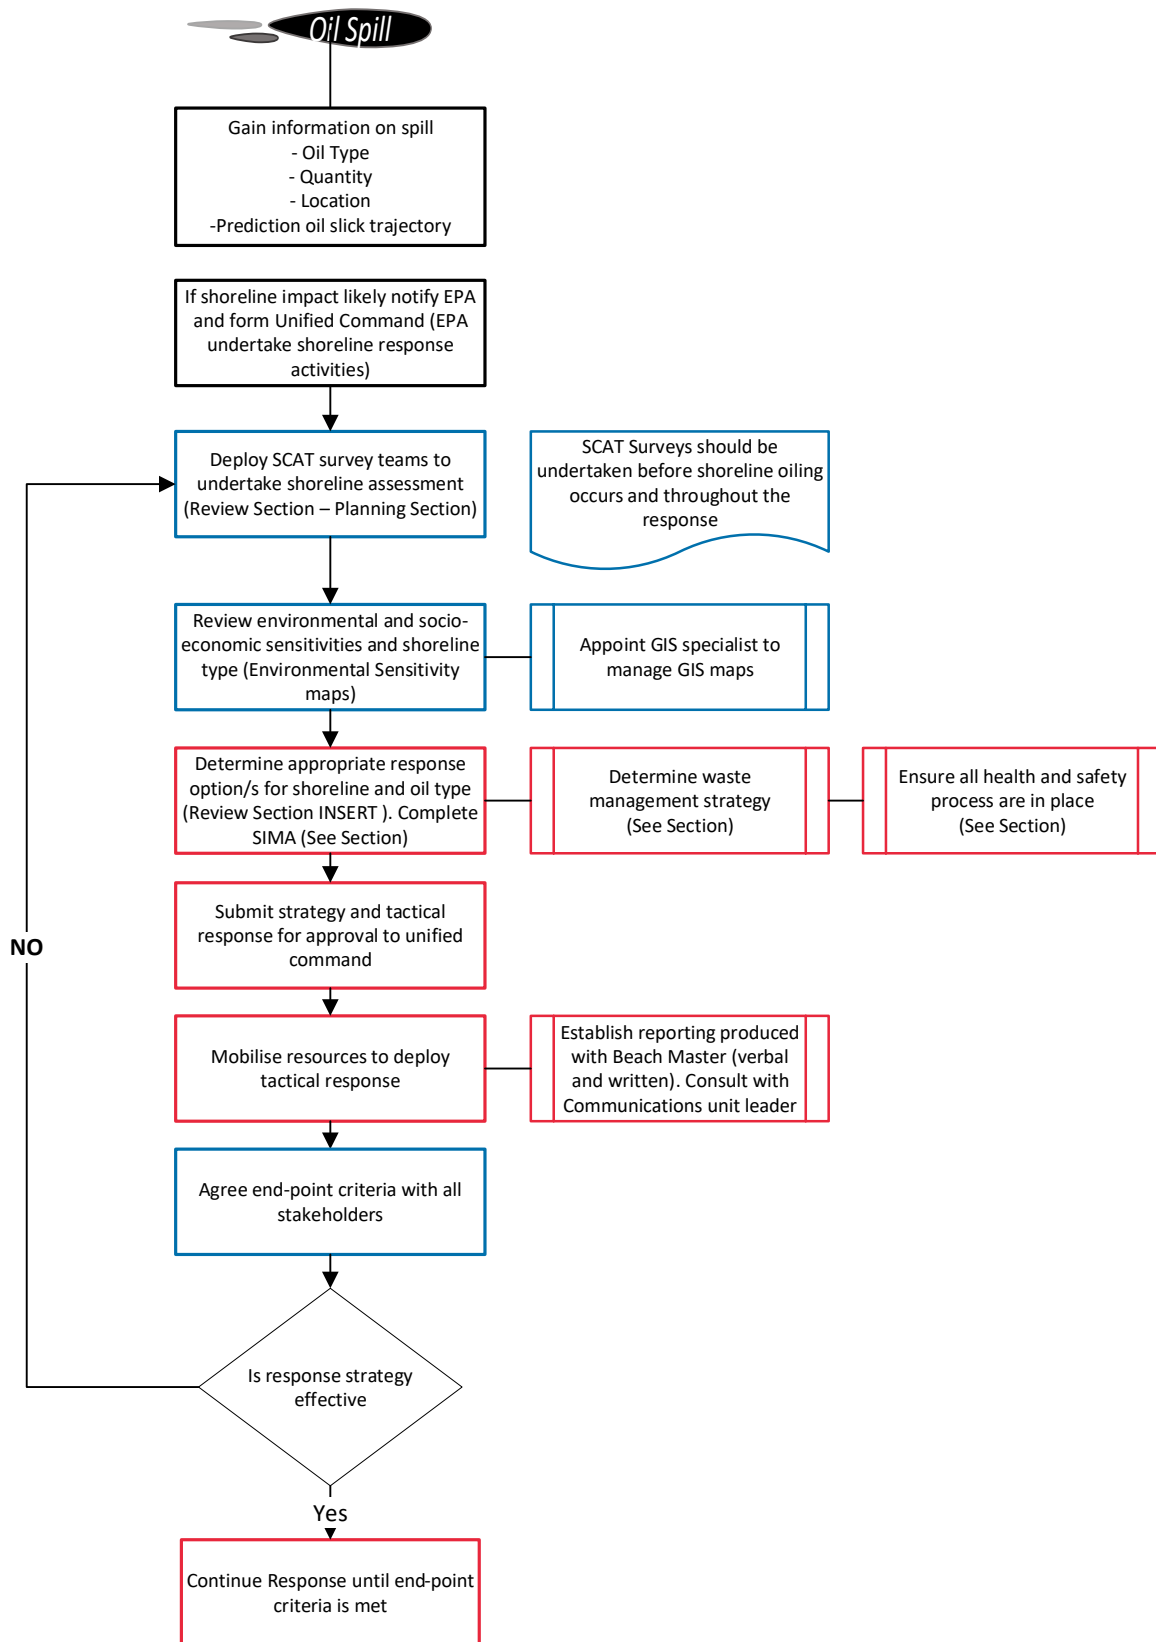 Oil Spill
Gain information on spill
- Oil Type
- Quantity
- Location
-Prediction oil slick trajectory
If shoreline impact likely notify EPA
and form Unified Command (EPA
undertake shoreline response
activities)
Deploy SCAT survey teams to
undertake shoreline assessment
(Review Section – Planning Section)
SCAT Surveys should be
undertaken before shoreline oiling
occurs and throughout the
response
Review environmental and socio-
economic sensitivities and shoreline
type (Environmental Sensitivity
maps)
Appoint GIS specialist to
manage GIS maps
Determine appropriate response
option/s for shoreline and oil type
(Review Section INSERT ). Complete
SIMA (See Section)
Determine waste
management strategy
(See Section)
Ensure all health and safety
process are in place
(See Section)
Submit strategy and tactical
response for approval to unified
command
NO
Mobilise resources to deploy
tactical response
Establish reporting produced
with Beach Master (verbal
and written). Consult with
Communications unit leader
Agree end-point criteria with all
stakeholders
Is response strategy
effective
Yes
Continue Response until end-point
criteria is met